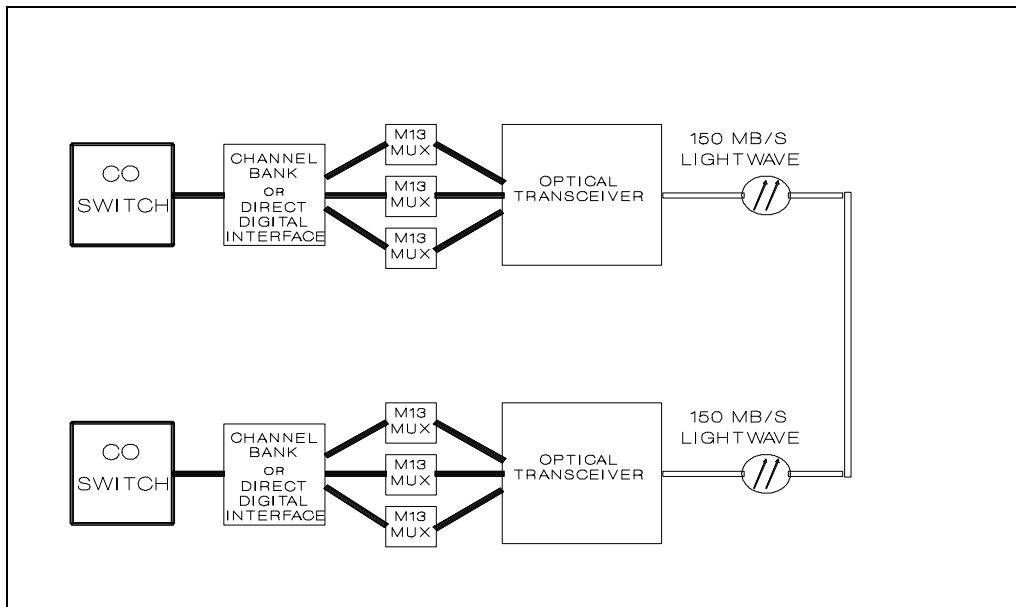 CO
SWITCH
CHANNEL
BANK
OR
DIRECT
DIGITAL
INTERFACE
M13
MUX
M13
MUX
M13
MUX
OPTICAL
TRANSCEIVER
150 MB/S
LIGHTWAVE
CO
SWITCH
CHANNEL
BANK
OR
DIRECT
DIGITAL
INTERFACE
M13
MUX
M13
MUX
M13
MUX
OPTICAL
TRANSCEIVER
150 MB/S
LIGHTWAVE